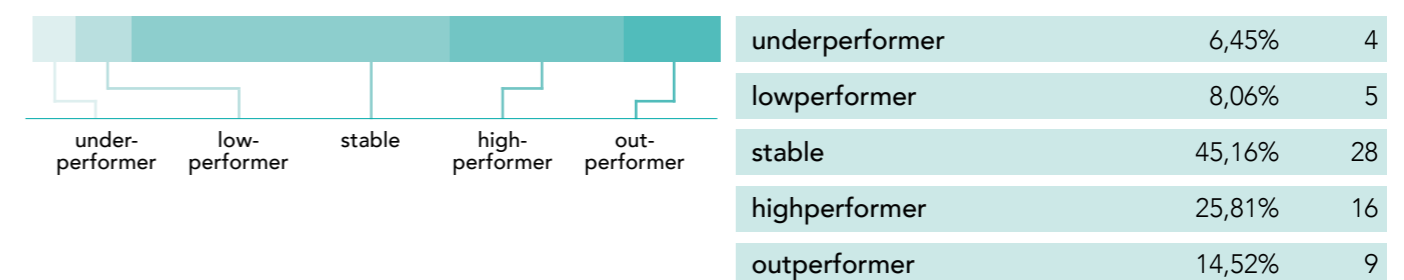 under-
performer
low-
performer
stable
high-
performer
out-
performer
underperformer 6,45% 4
lowperformer 8,06% 5
stable 45,16% 28
highperformer 25,81% 16
outperformer 14,52% 9